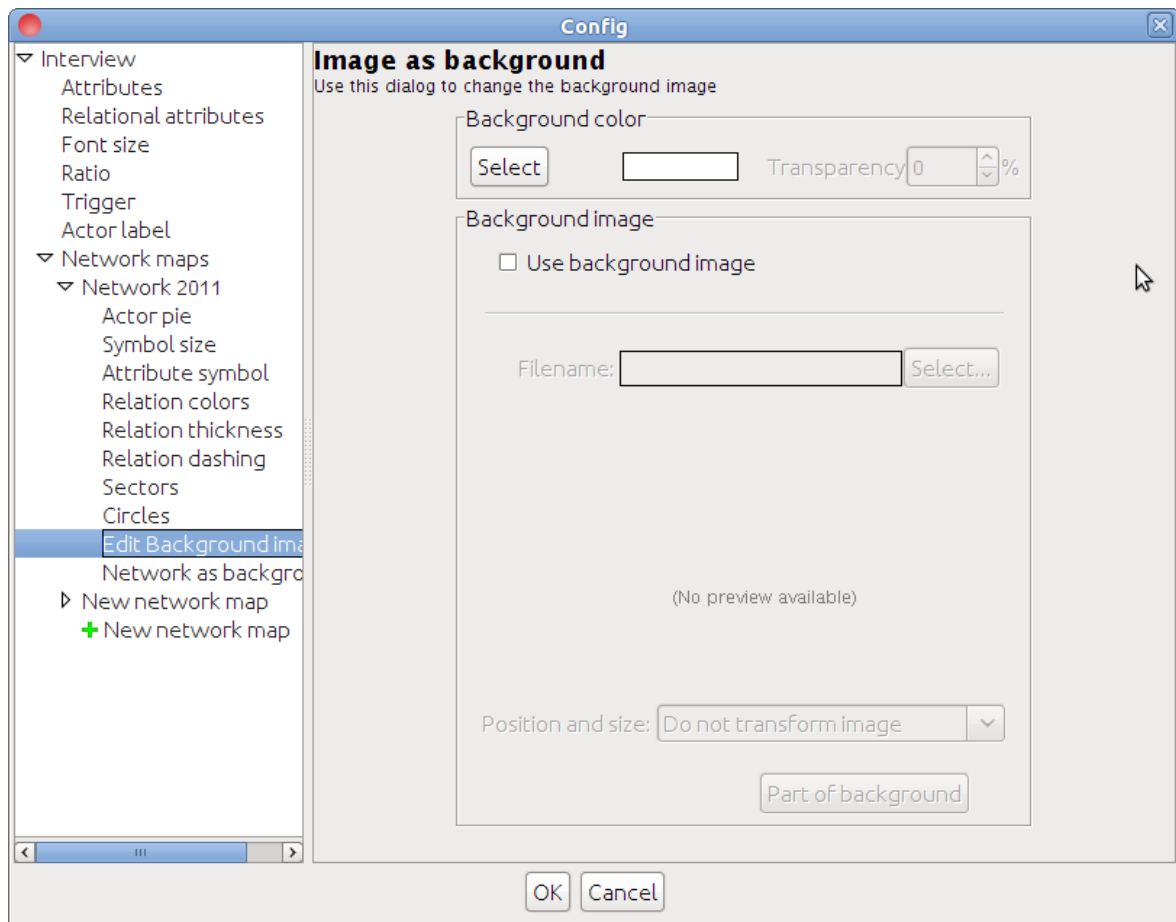 Config
Interview
Attributes
Relational attributes
Font size
Ratio
Trigger
Actor label
Network maps
Network 2011
Actor pie
Symbol size
Attribute symbol
Relation colors
Relation thickness
Relation dashing
Sectors
Circles
Edit Background ima
Network as backgro
New network map
New network map
Image as background
Use this dialog to change the background image
Background color
Select
Transparency 0 %
Background image
Use background image
Filename: Select...
(No preview available)
Position and size: Do not transform image
Part of background
OK Cancel